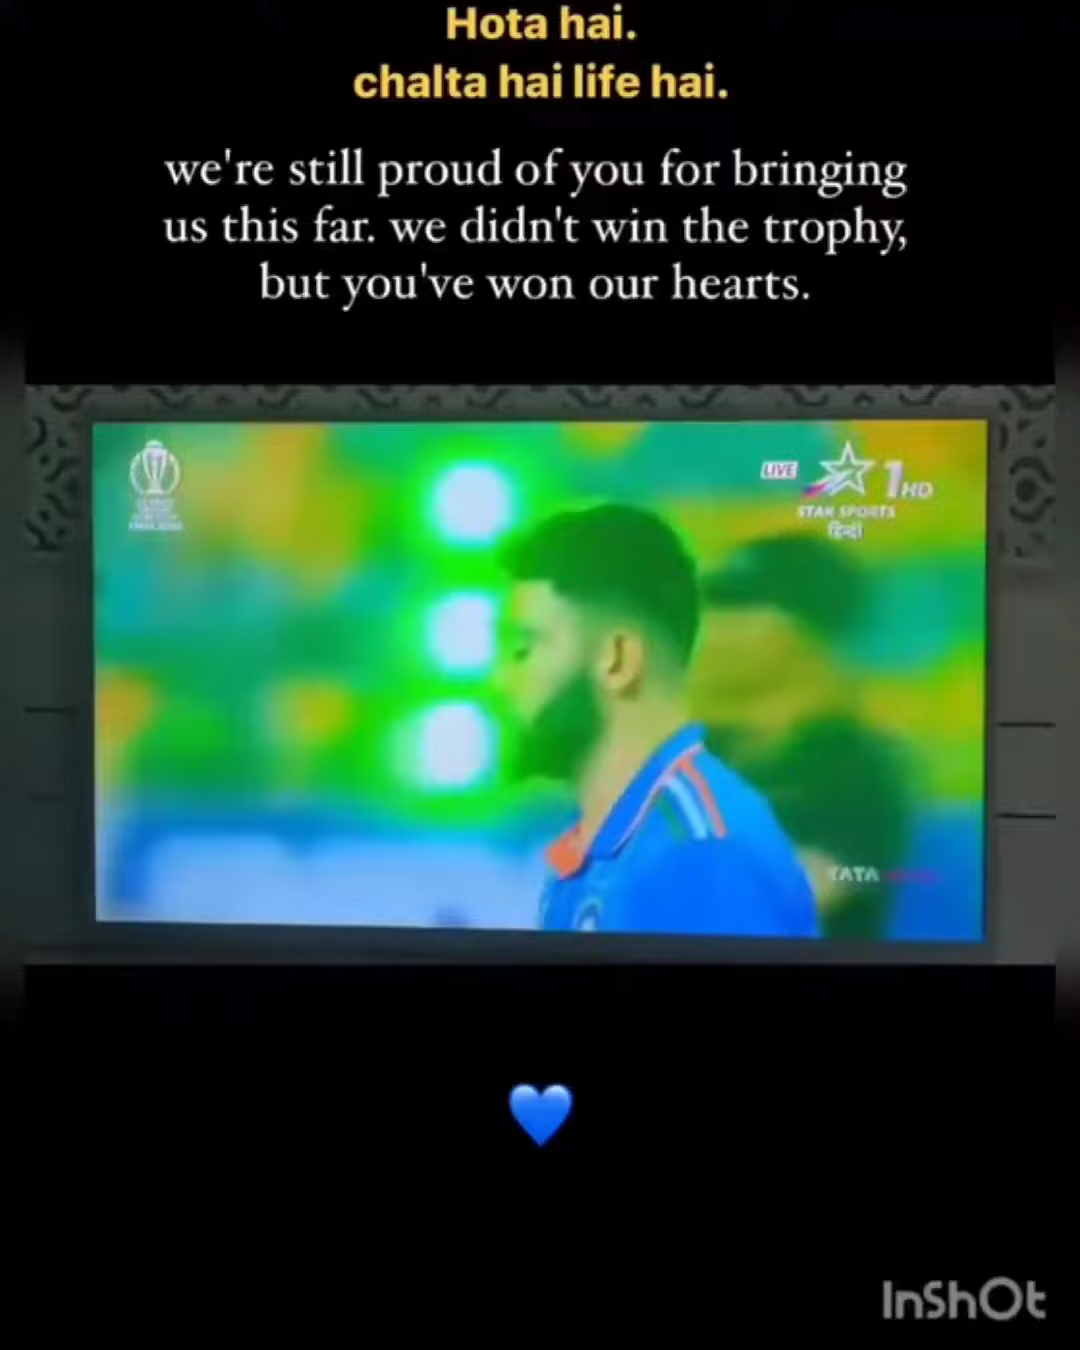 Hota hai.
chalta hai life hai.
we're still proud of you for bringing
us this far. we didn't win the trophy,
but you've won our hearts.
LIVE
1HD
STAR SPORTS
हिन्दी
TATA
InShOt